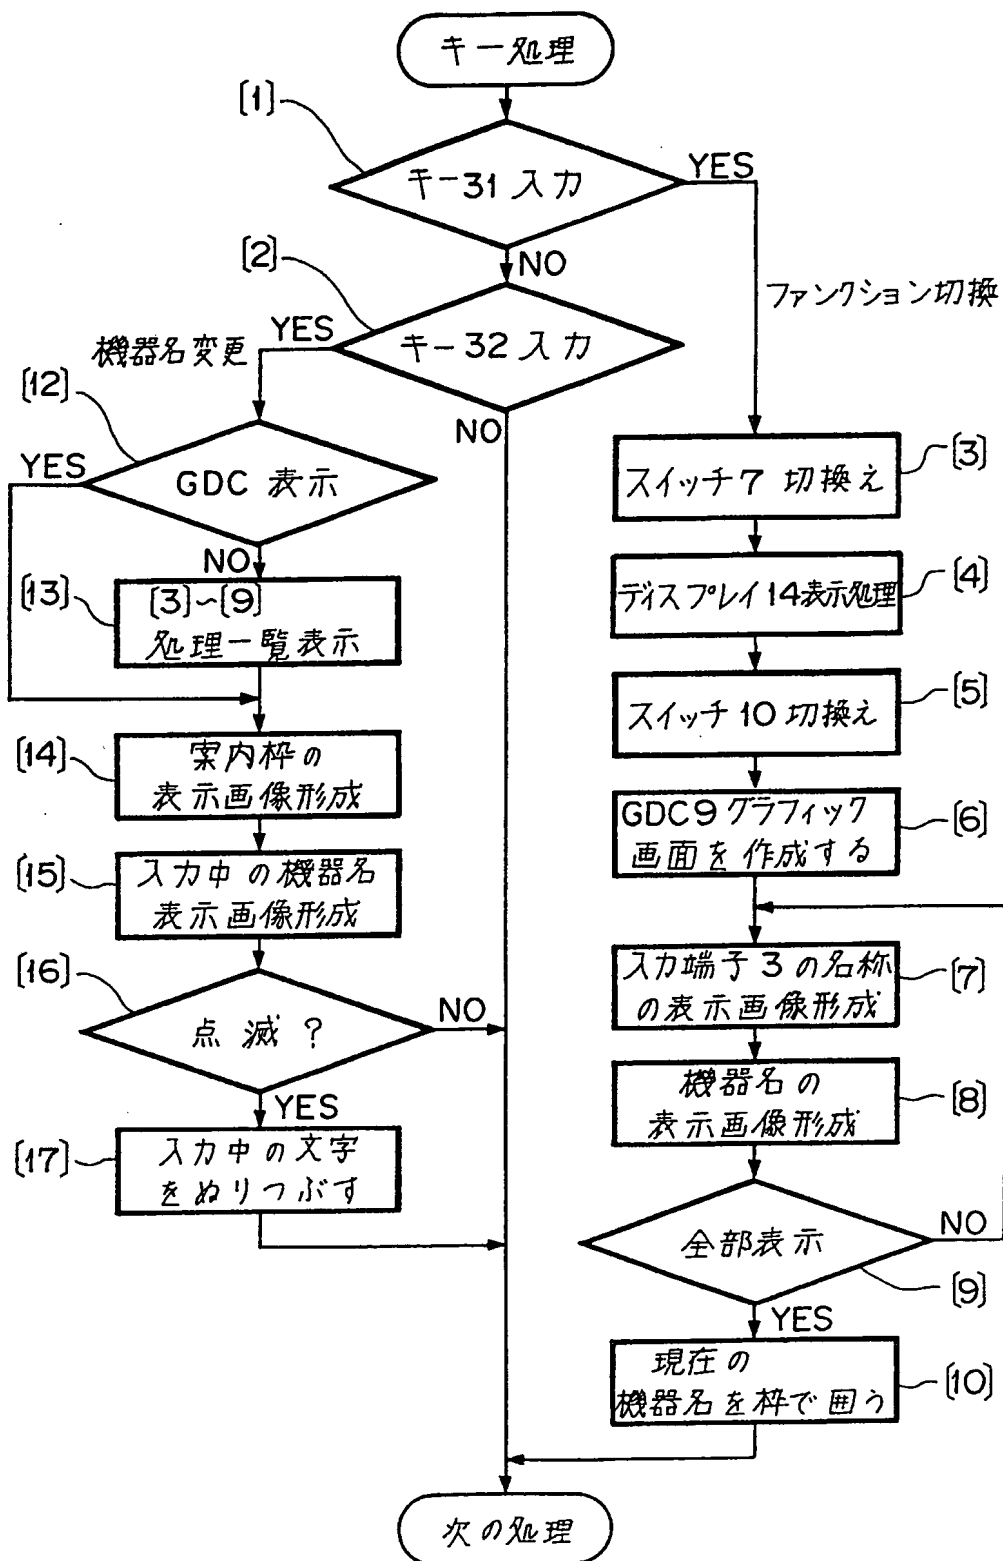 キー処理
[1]
キー31 入力
YES
NO
ファンクション切換
[2]
キー32 入力
YES
機器名変更
NO
[12]
GDC 表示
YES
NO
[13]
[3]~[9]
処理一覧表示
[14]
案内枠の
表示画像形成
[15]
入力中の機器名
表示画像形成
[16]
点滅?
NO
YES
[17]
入力中の文字
をぬりつぶす
[3]
スイッチ7 切換え
[4]
ディスプレイ14表示処理
[5]
スイッチ10切換え
[6]
GDC9グラフィック
画面を作成する
[7]
入力端子3の名称
の表示画像形成
[8]
機器名の
表示画像形成
全部表示
NO
[9]
YES
現在の
機器名を枠で囲う
[10]
次の処理